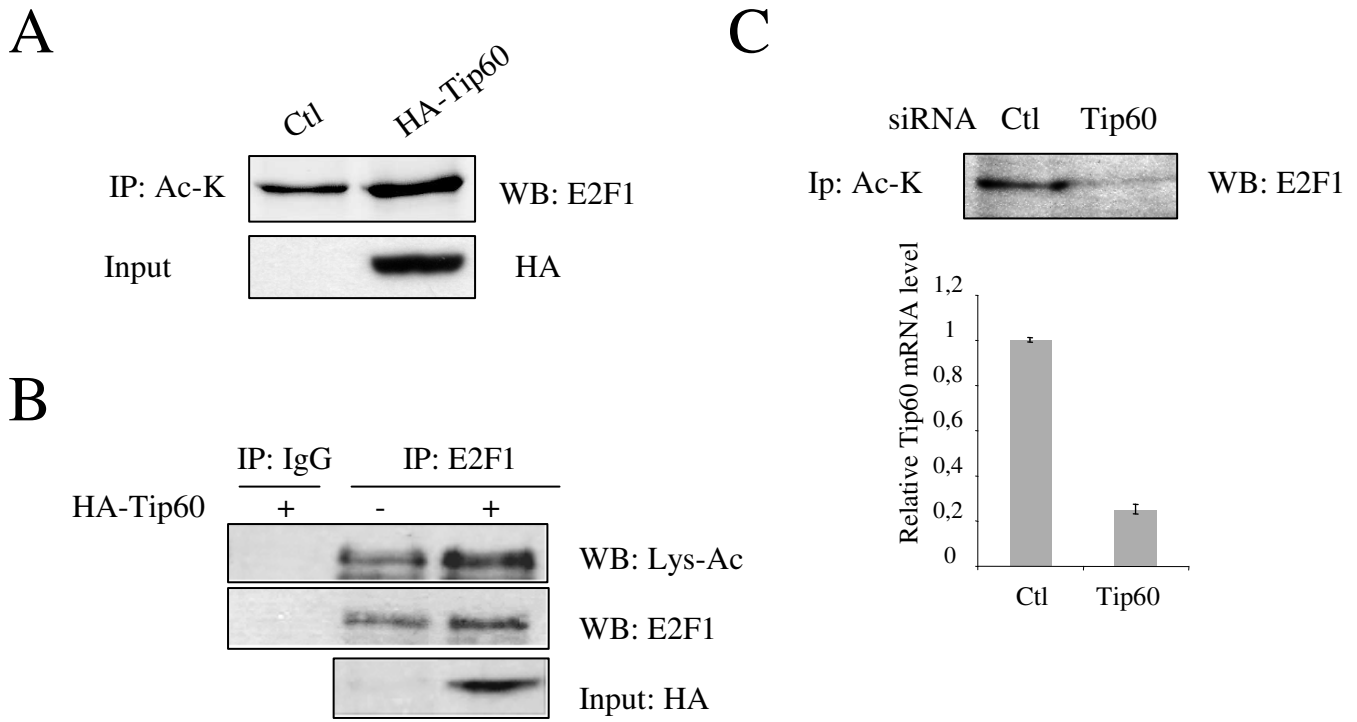 A
Ctl HA-Tip60
IP: Ac-K WB: E2F1
Input HA
B
IP: IgG IP: E2F1
HA-Tip60 + - +
WB: Lys-Ac
WB: E2F1
Input: HA
C
siRNA Ctl Tip60
Ip: Ac-K WB: E2F1
Relative Tip60 mRNA level
1,2
1
0,8
0,6
0,4
0,2
0
Ctl Tip60